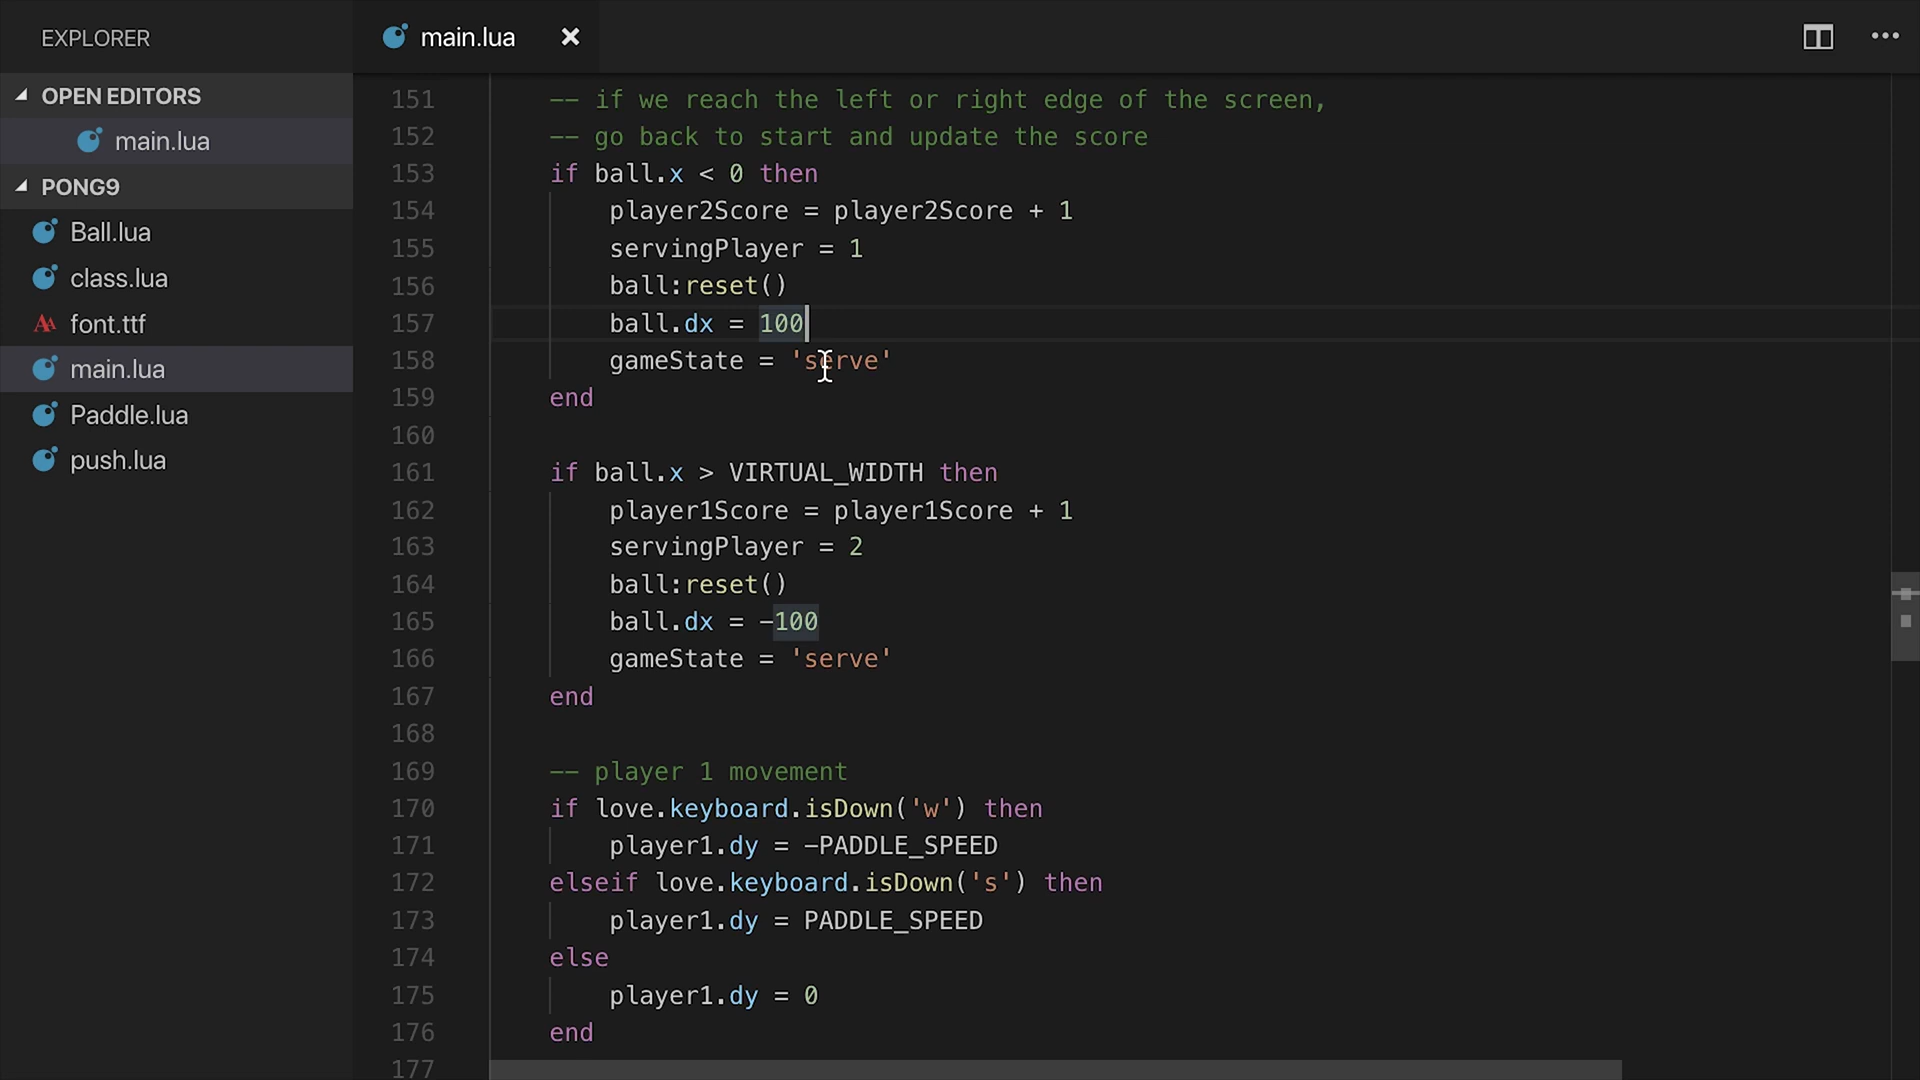 EXPLORER
OPEN EDITORS
main.lua
PONG9
Ball.lua
class.lua
font.ttf
main.lua
Paddle.lua
push.lua
main.lua
151 -- if we reach the left or right edge of the screen,
152 -- go back to start and update the score
153 if ball.x < 0 then
154 player2Score = player2Score + 1
155 servingPlayer = 1
156 ball:reset()
157 ball.dx = 100
158 gameState = 'serve'
159 end
160
161 if ball.x > VIRTUAL_WIDTH then
162 player1Score = player1Score + 1
163 servingPlayer = 2
164 ball:reset()
165 ball.dx = -100
166 gameState = 'serve'
167 end
168
169 -- player 1 movement
170 if love.keyboard.isDown('w') then
171 player1.dy = -PADDLE_SPEED
172 elseif love.keyboard.isDown('s') then
173 player1.dy = PADDLE_SPEED
174 else
175 player1.dy = 0
176 end
177